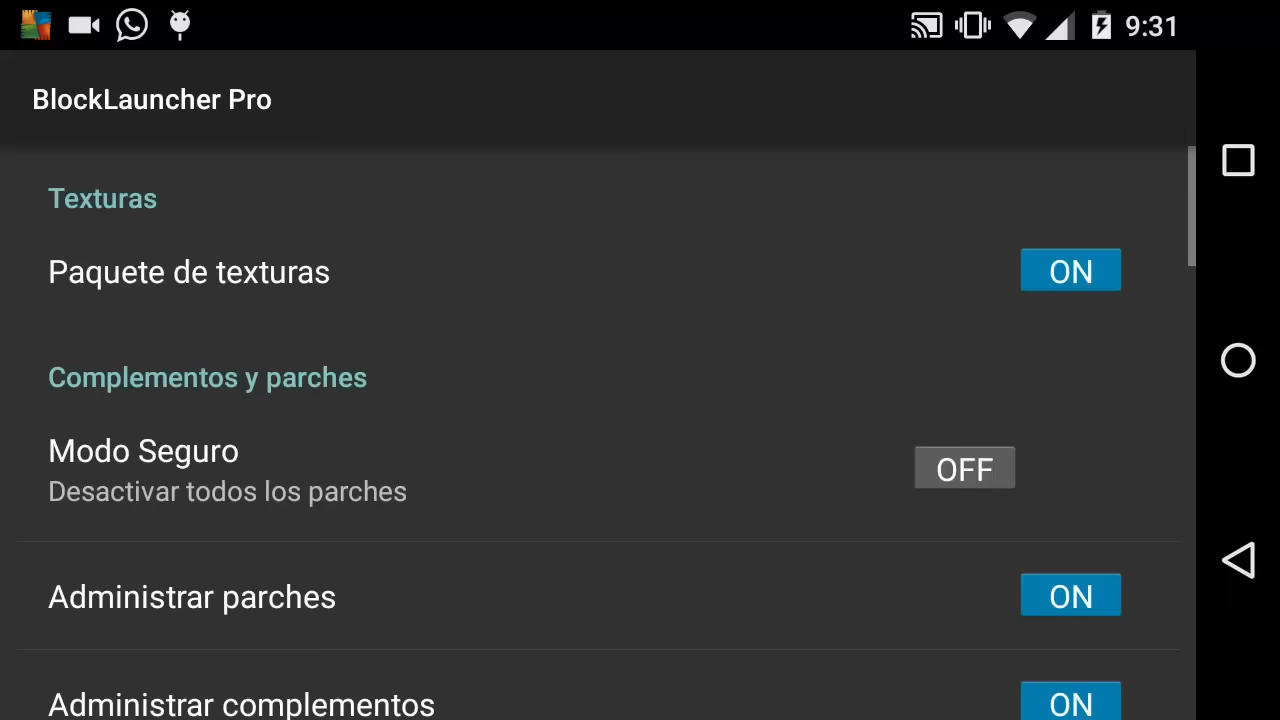 9:31
BlockLauncher Pro
Texturas
Paquete de texturas ON
Complementos y parches
Modo Seguro OFF
Desactivar todos los parches
Administrar parches ON
Administrar complementos ON